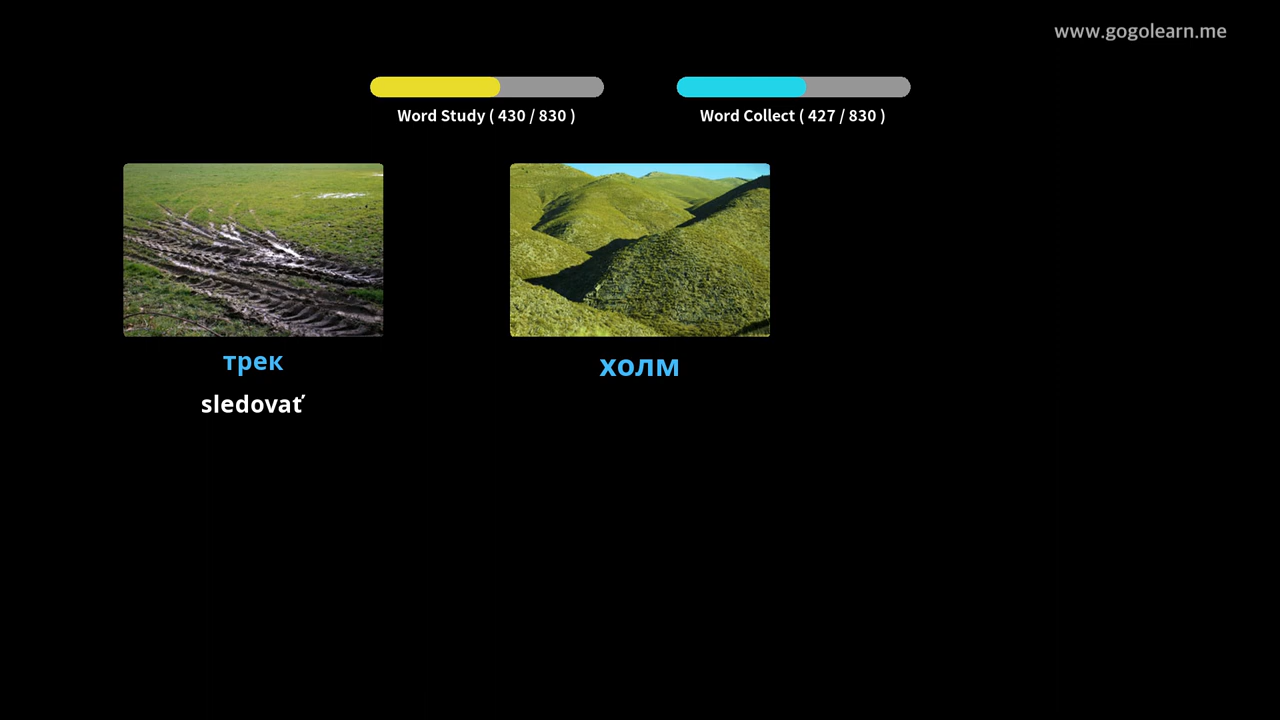 www.gogolearn.me
Word Study ( 430 / 830 )
Word Collect ( 427 / 830 )
трек
холм
sledovať